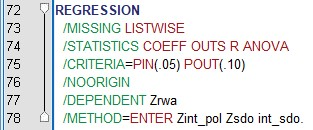 72 REGRESSION
73 /MISSING LISTWISE
74 /STATISTICS COEFF OUTS R ANOVA
75 /CRITERIA=PIN(.05) POUT(.10)
76 /NOORIGIN
77 /DEPENDENT Zrwa
78 /METHOD=ENTER Zint_pol Zsdo int_sdo.